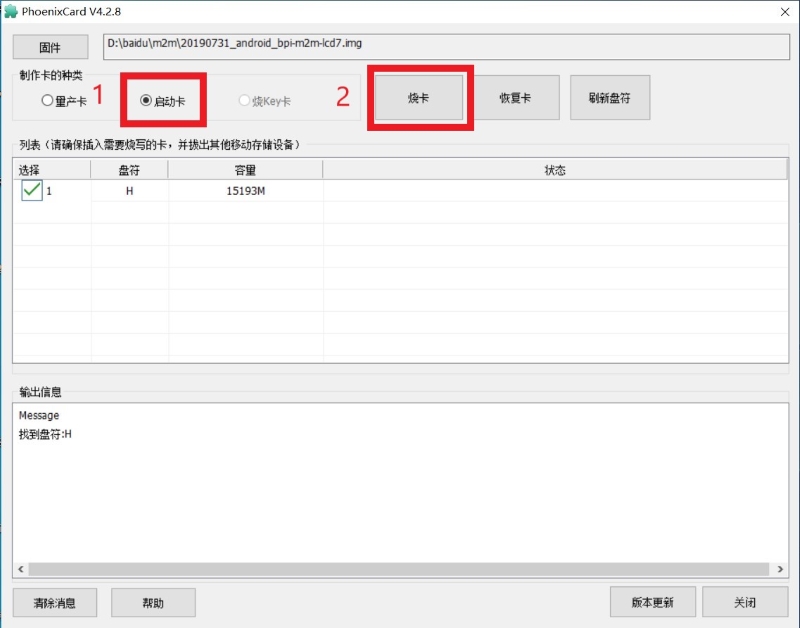 PhoenixCard V4.2.8
固件
D:\baidu\m2m\20190731_android_bpi-m2m-lcd7.img
制作卡的种类
量产卡 1 启动卡 烧Key卡 2 烧卡 恢复卡 刷新盘符
列表（请确保插入需要烧写的卡，并拔出其他移动存储设备）
选择 盘符 容量 状态
1 H 15193M
输出信息
Message
找到盘符:H
清除消息 帮助 版本更新 关闭